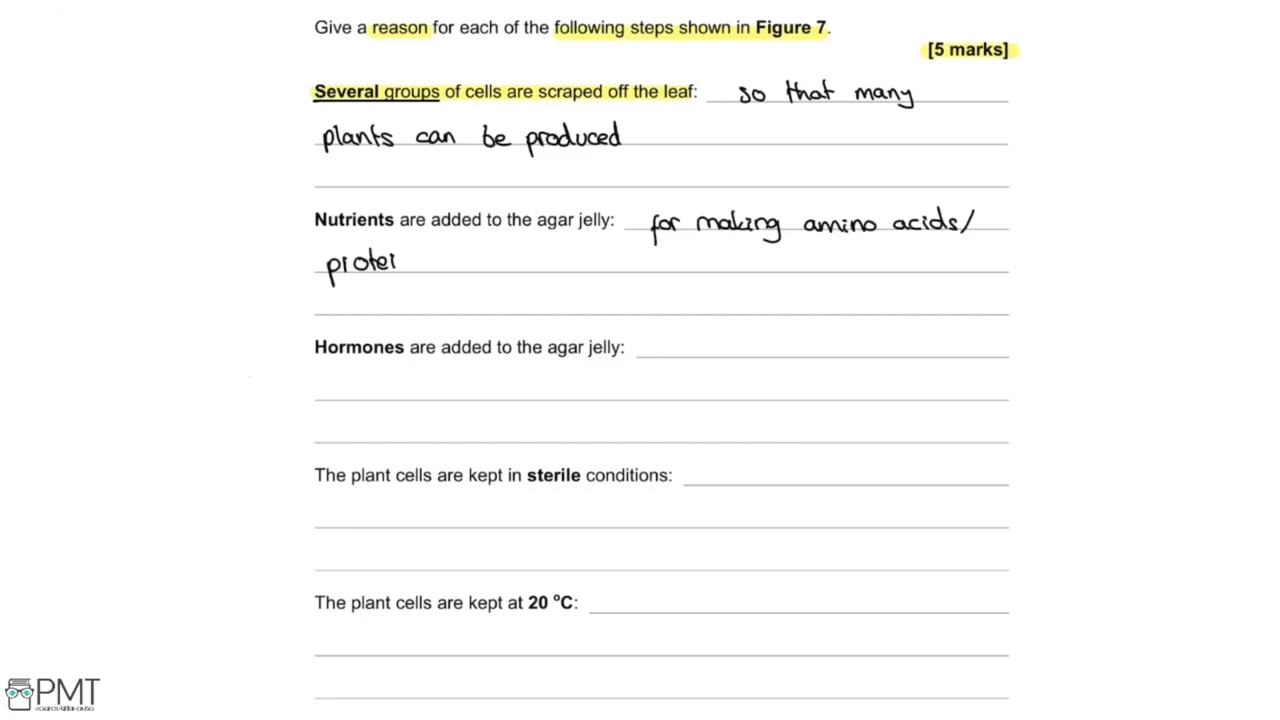 Give a reason for each of the following steps shown in Figure 7.
[5 marks]
Several groups of cells are scraped off the leaf: so that many
plants can be produced
Nutrients are added to the agar jelly: for making amino acids/
protei
Hormones are added to the agar jelly:
The plant cells are kept in sterile conditions:
The plant cells are kept at 20 °C:
PMT